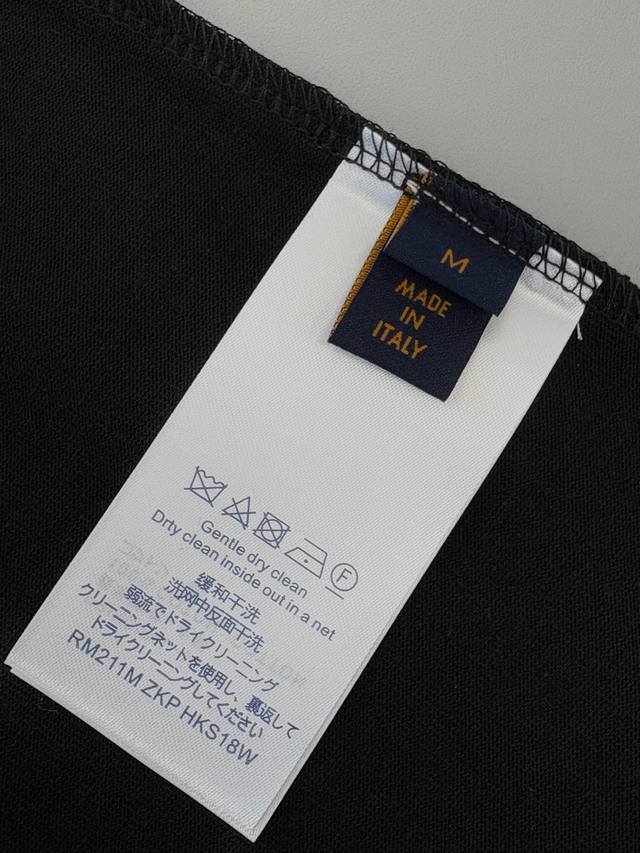 M
MADE
IN
ITALY
F
Gentle dry clean
Drty clean inside out in a net
缓和干洗
洗网中反面干洗
弱流でドライクリーニング
クリーニングネットを使用し、裏返して
ドライクリーニングしてください
RM211M ZKP HKS18W